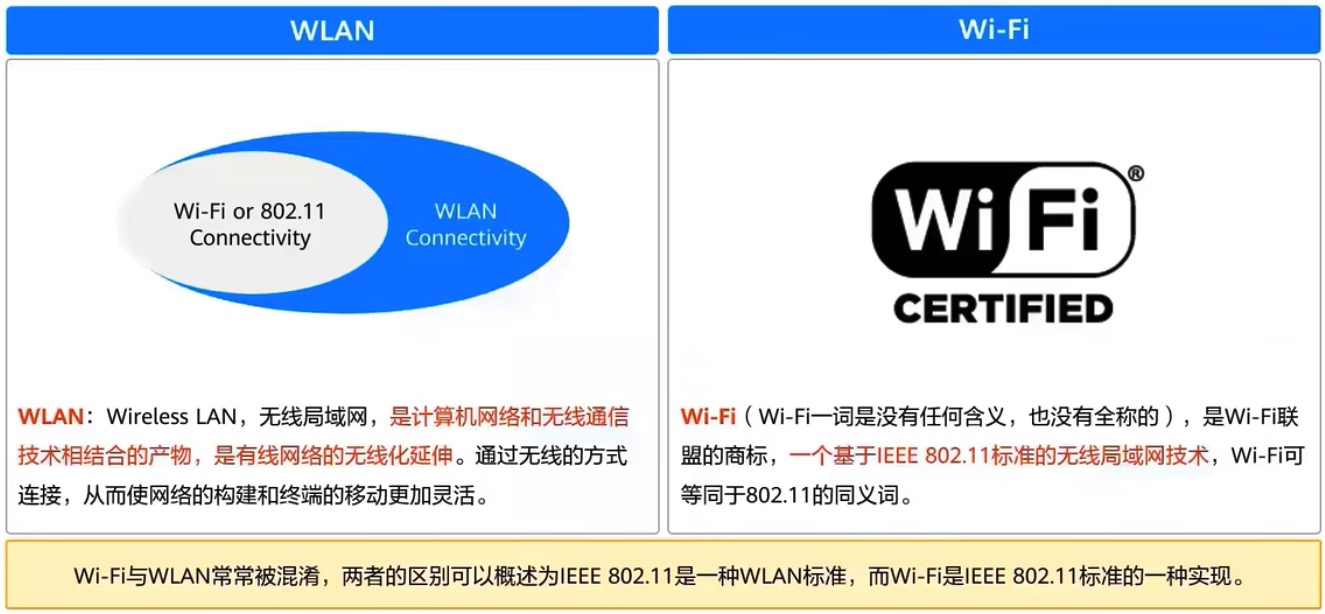 WLAN
Wi-Fi or 802.11
Connectivity
WLAN
Connectivity
WLAN：Wireless LAN，无线局域网，是计算机网络和无线通信
技术相结合的产物，是有线网络的无线化延伸。通过无线的方式
连接，从而使网络的构建和终端的移动更加灵活。
Wi-Fi
Wi Fi®
CERTIFIED
Wi-Fi（Wi-Fi一词是没有任何含义，也没有全称的），是Wi-Fi联
盟的商标，一个基于IEEE 802.11标准的无线局域网技术，Wi-Fi可
等同于802.11的同义词。
Wi-Fi与WLAN常常被混淆，两者的区别可以概述为IEEE 802.11是一种WLAN标准，而Wi-Fi是IEEE 802.11标准的一种实现。